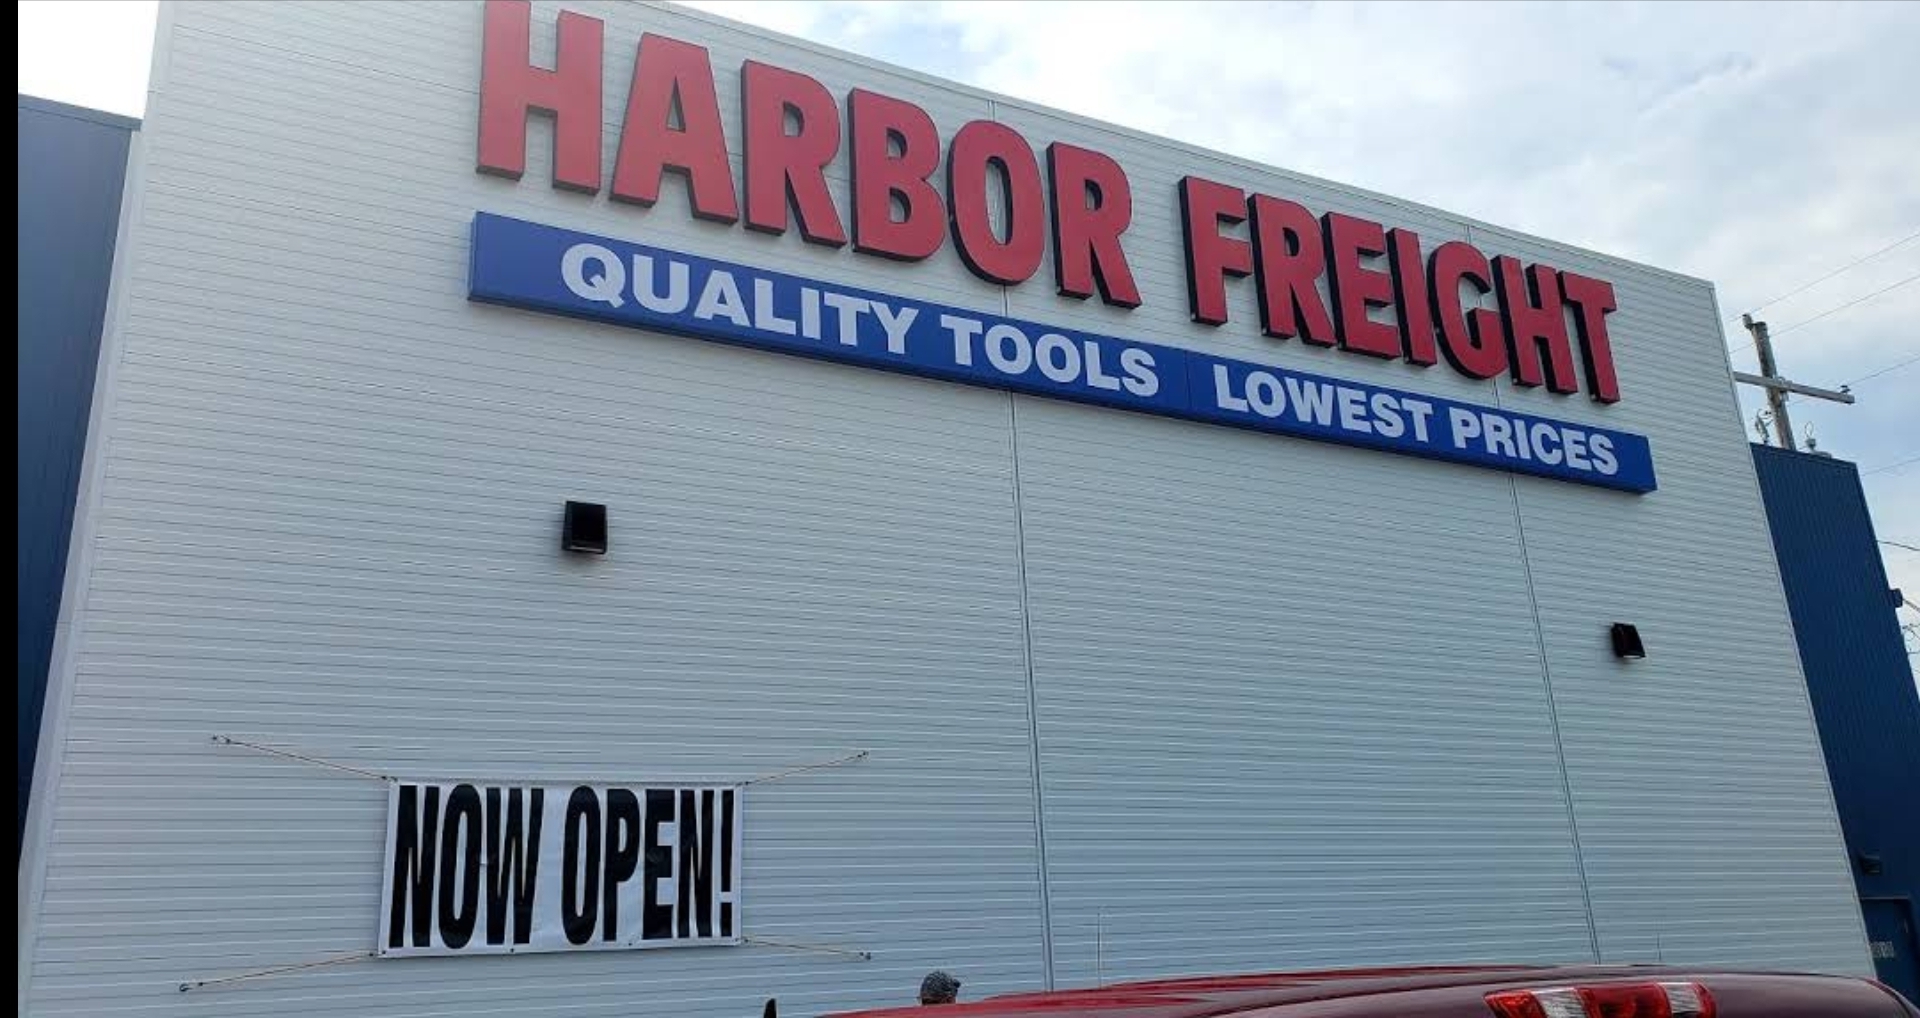 HARBOR FREIGHT
QUALITY TOOLS LOWEST PRICES
NOW OPEN!